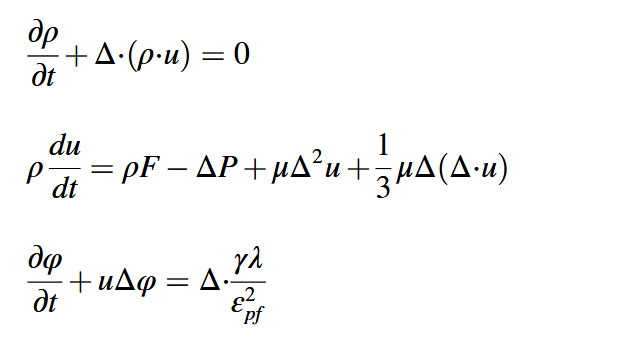 ∂ρ/∂t + Δ·(ρ·u) = 0
ρ du/dt = ρF − ΔP + μΔ²u + 1/3 μΔ(Δ·u)
∂φ/∂t + uΔφ = Δ· γλ/ε²_pf